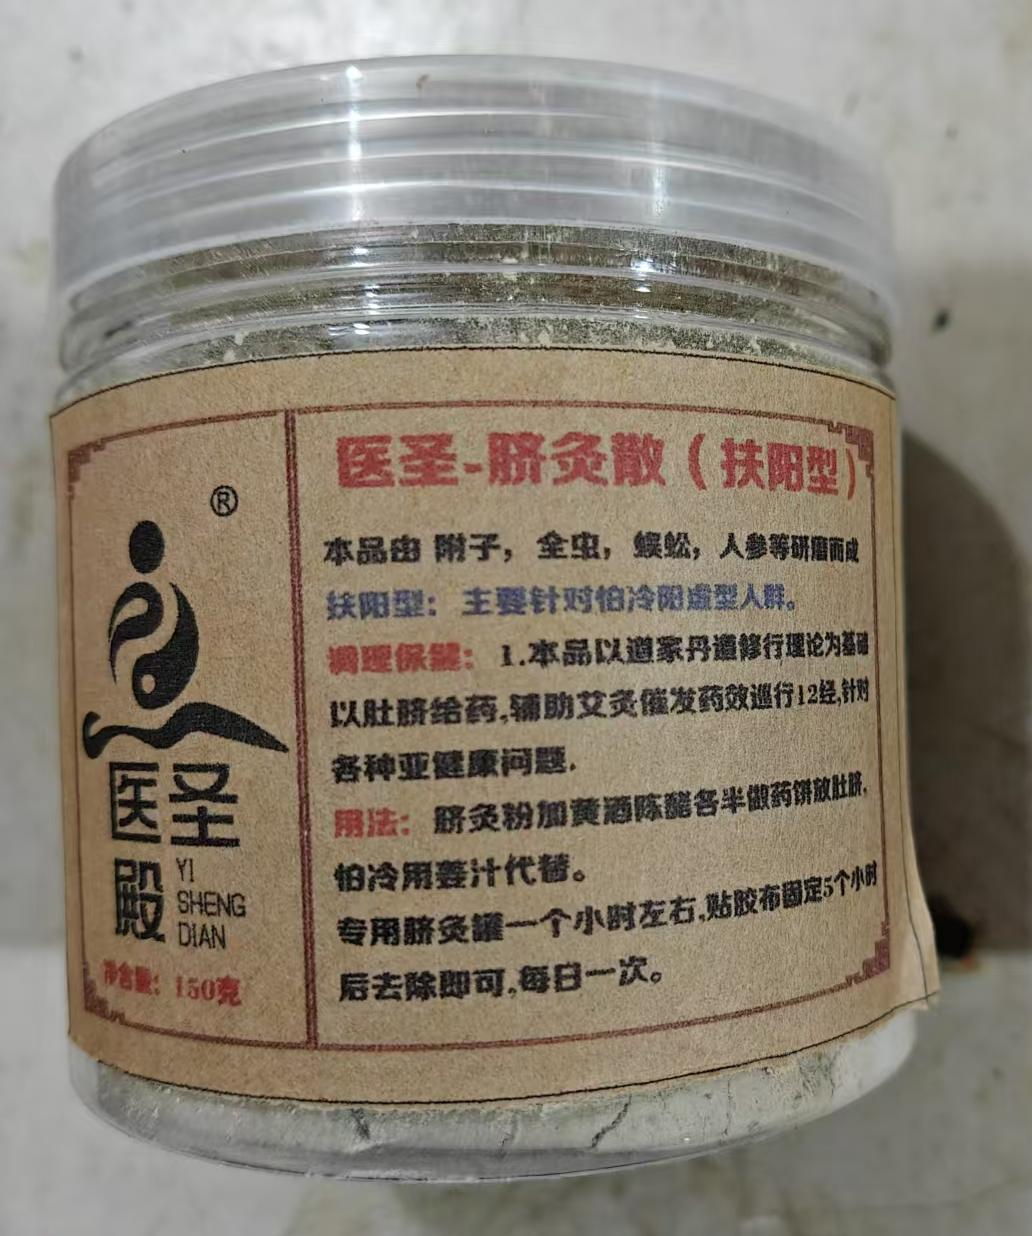 ®
医圣
殿
YI
SHENG
DIAN
净含量：150克
医圣-脐灸散（扶阳型）
本品由 附子，全虫，蜈蚣，人参等研磨而成
扶阳型：主要针对怕冷阳虚型人群。
调理保健：1.本品以道家丹道修行理论为基础
以肚脐给药,辅助艾灸催发药效巡行12经,针对
各种亚健康问题.
用法：脐灸粉加黄酒陈醋各半做药饼放肚脐.
怕冷用姜汁代替。
专用脐灸罐一个小时左右,贴胶布固定5个小时
后去除即可,每日一次。